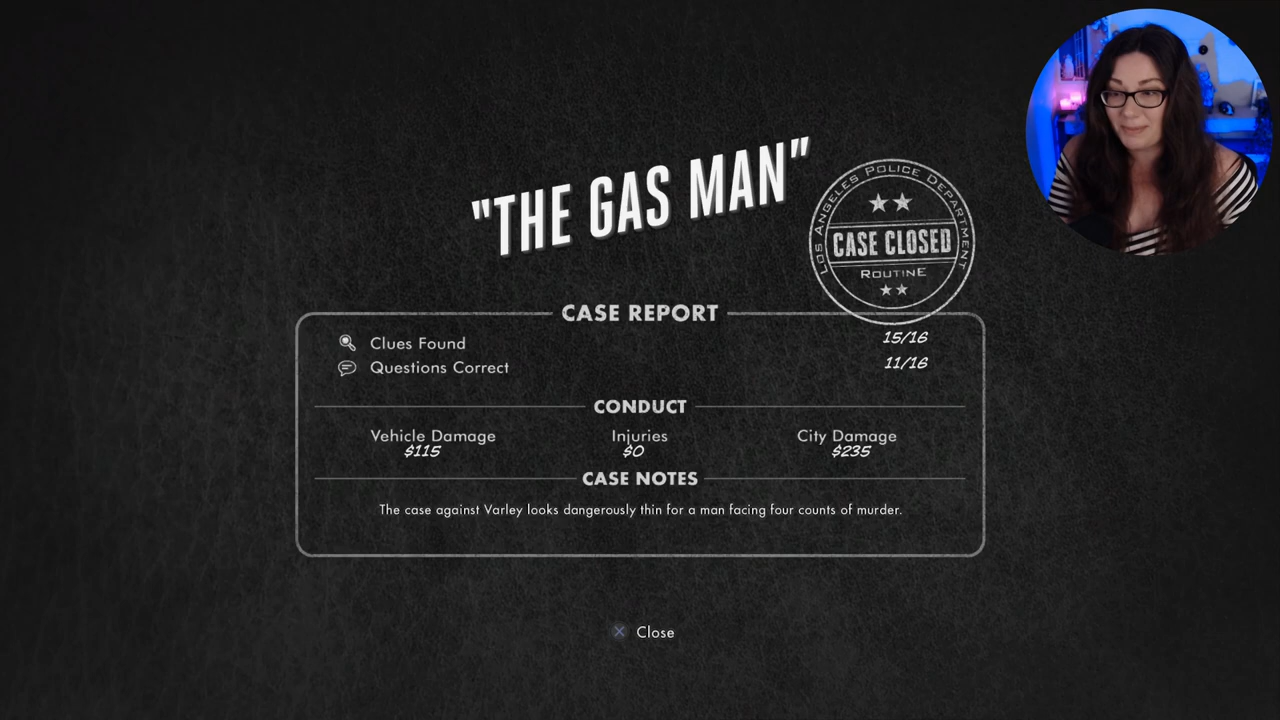 "THE GAS MAN"
LOS ANGELES POLICE DEPARTMENT
CASE CLOSED
ROUTINE
CASE REPORT
Clues Found 15/16
Questions Correct 11/16
CONDUCT
Vehicle Damage Injuries City Damage
$115 $0 $235
CASE NOTES
The case against Varley looks dangerously thin for a man facing four counts of murder.
Close